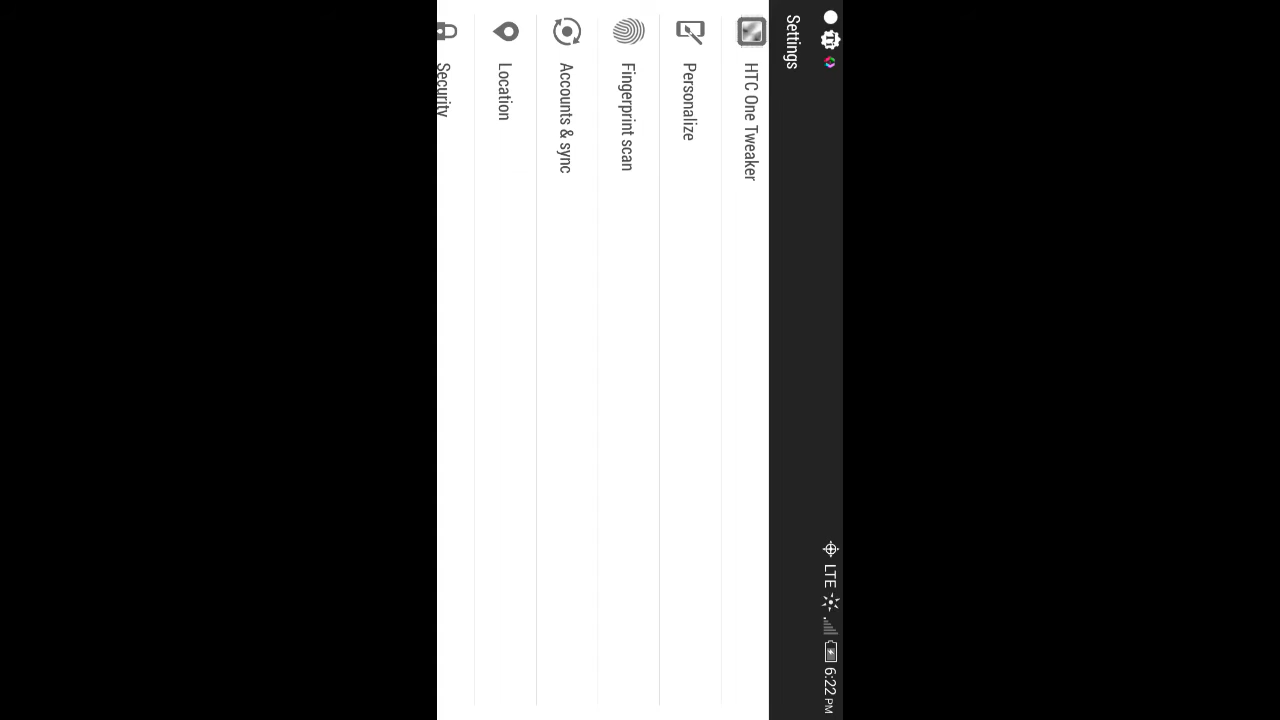 LTE 6:22 PM
Settings
HTC One Tweaker
Personalize
Fingerprint scan
Accounts & sync
Location
Security